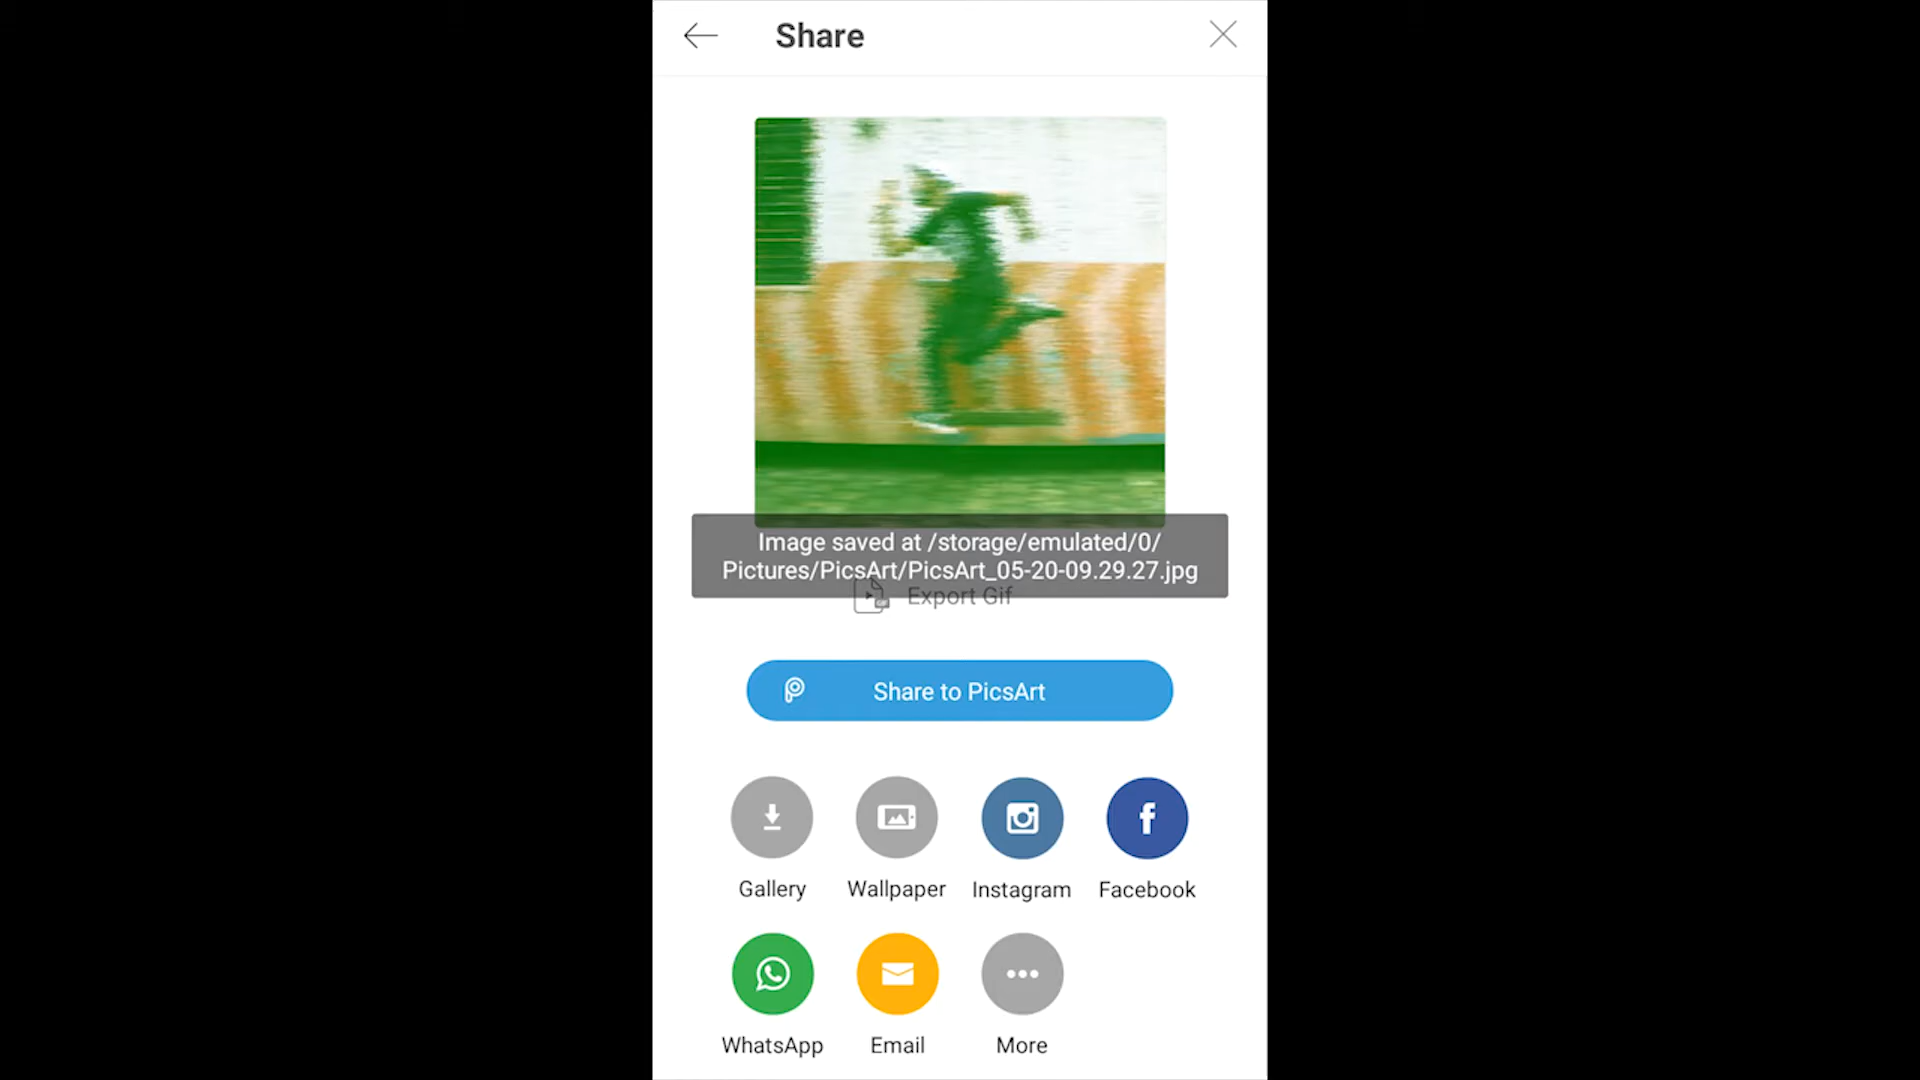 Share
Image saved at /storage/emulated/0/
Pictures/PicsArt/PicsArt_05-20-09.29.27.jpg
Export Gif
Share to PicsArt
Gallery Wallpaper Instagram Facebook
WhatsApp Email More